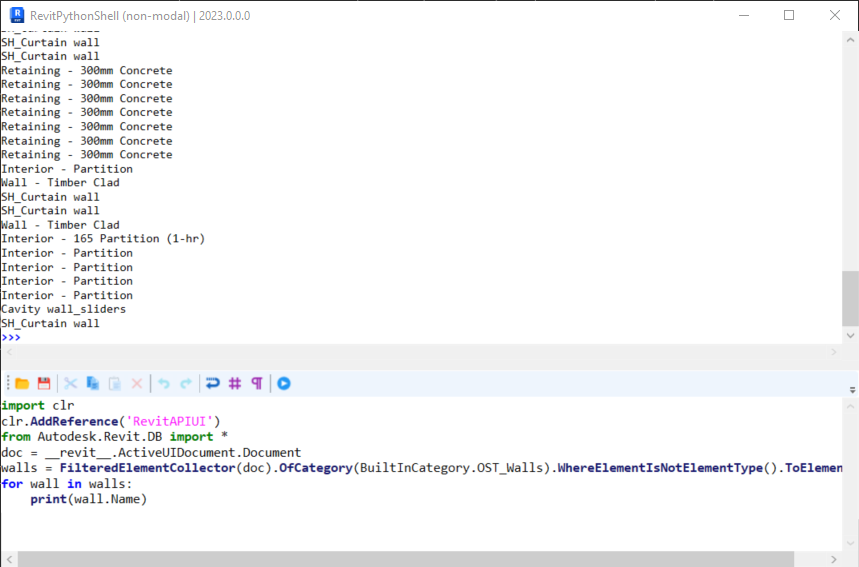 RevitPythonShell (non-modal) | 2023.0.0.0
SH_Curtain wall
SH_Curtain wall
Retaining - 300mm Concrete
Retaining - 300mm Concrete
Retaining - 300mm Concrete
Retaining - 300mm Concrete
Retaining - 300mm Concrete
Retaining - 300mm Concrete
Retaining - 300mm Concrete
Interior - Partition
Wall - Timber Clad
SH_Curtain wall
SH_Curtain wall
Wall - Timber Clad
Interior - 165 Partition (1-hr)
Interior - Partition
Interior - Partition
Interior - Partition
Interior - Partition
Cavity wall_sliders
SH_Curtain wall
>>>
import clr
clr.AddReference('RevitAPIUI')
from Autodesk.Revit.DB import *
doc = __revit__.ActiveUIDocument.Document
walls = FilteredElementCollector(doc).OfCategory(BuiltInCategory.OST_Walls).WhereElementIsNotElementType().ToElemen
for wall in walls:
    print(wall.Name)